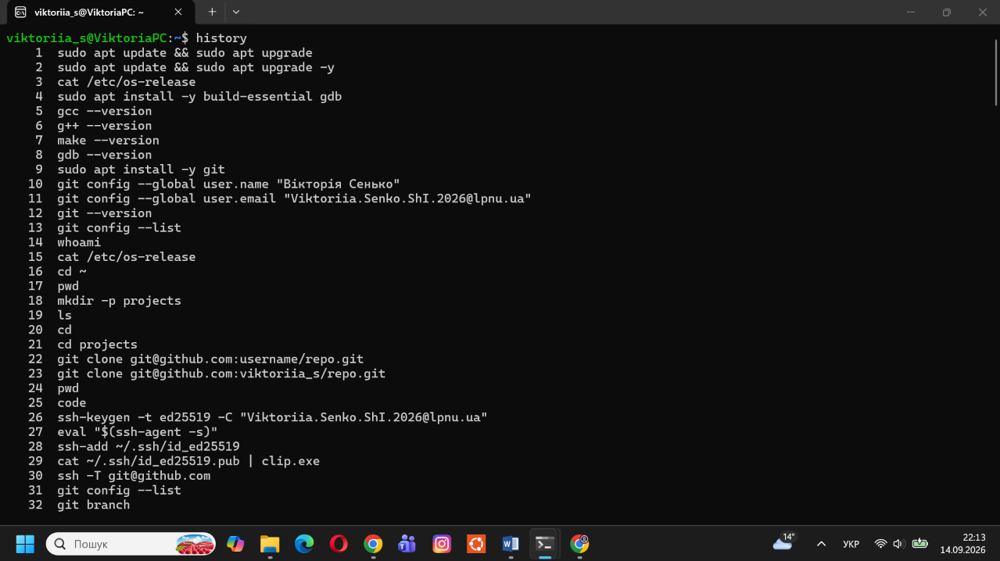 viktoriia_s@ViktoriaPC: ~
viktoriia_s@ViktoriaPC:~$ history
1 sudo apt update && sudo apt upgrade
2 sudo apt update && sudo apt upgrade -y
3 cat /etc/os-release
4 sudo apt install -y build-essential gdb
5 gcc --version
6 g++ --version
7 make --version
8 gdb --version
9 sudo apt install -y git
10 git config --global user.name "Вікторія Сенько"
11 git config --global user.email "Viktoriia.Senko.ShI.2026@lpnu.ua"
12 git --version
13 git config --list
14 whoami
15 cat /etc/os-release
16 cd ~
17 pwd
18 mkdir -p projects
19 ls
20 cd
21 cd projects
22 git clone git@github.com:username/repo.git
23 git clone git@github.com:viktoriia_s/repo.git
24 pwd
25 code
26 ssh-keygen -t ed25519 -C "Viktoriia.Senko.ShI.2026@lpnu.ua"
27 eval "$(ssh-agent -s)"
28 ssh-add ~/.ssh/id_ed25519
29 cat ~/.ssh/id_ed25519.pub | clip.exe
30 ssh -T git@github.com
31 git config --list
32 git branch
Пошук
14°
УКР
22:13
14.09.2026